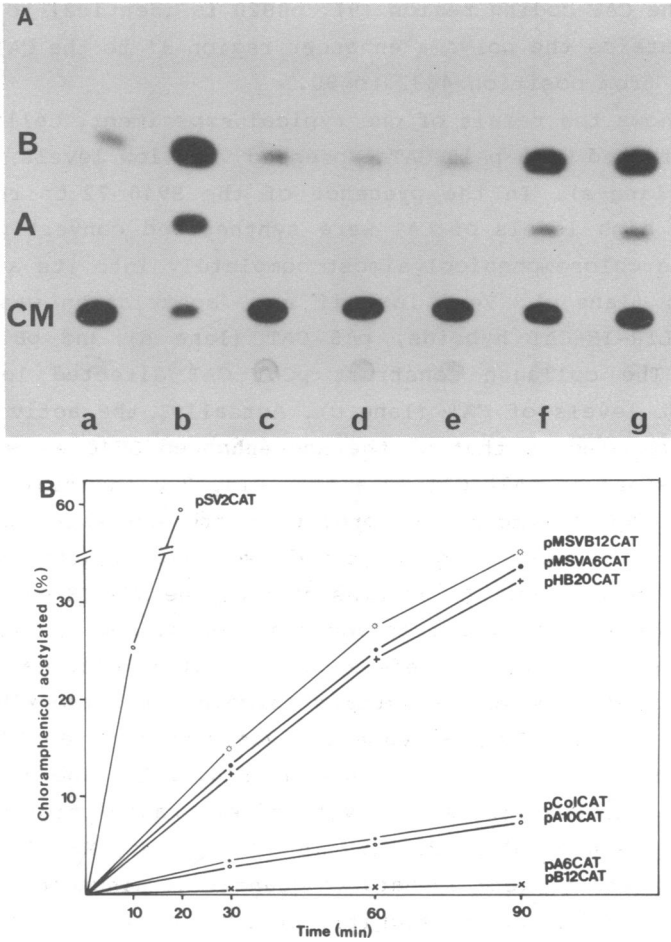 A
B
A
CM
a b c d e f g
B
60
30
20
10
Chloramphenicol acetylated (%)
pSV2CAT
pMSVB12CAT
pMSVA6CAT
pHB20CAT
pColCAT
pA10CAT
pA6CAT
pB12CAT
10 20 30 60 90
Time (min)